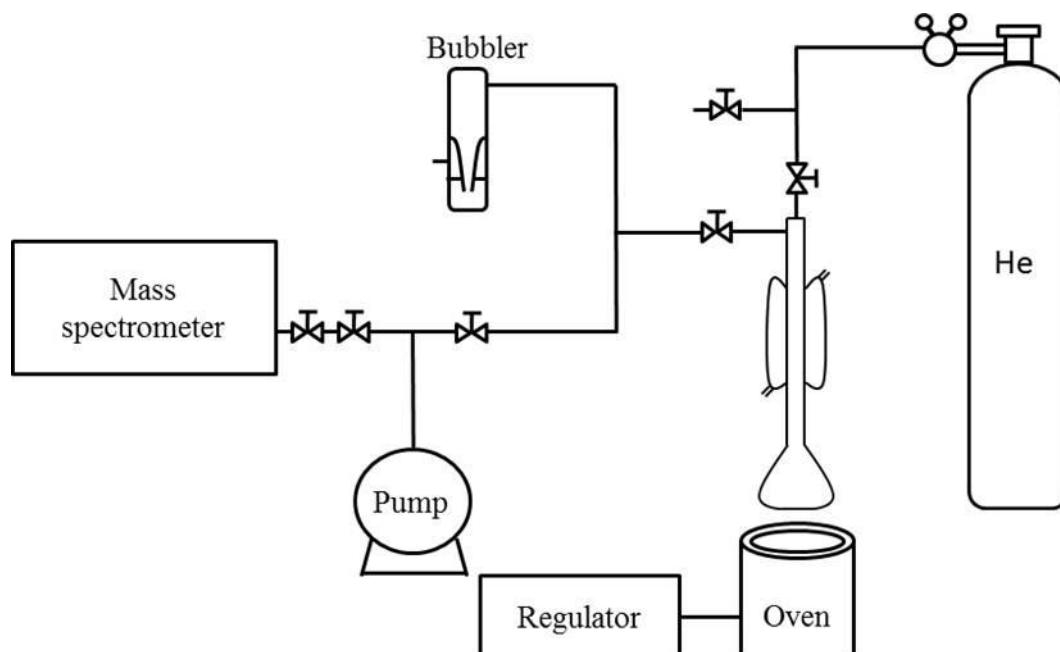 Bubbler
He
Mass
spectrometer
Pump
Regulator
Oven